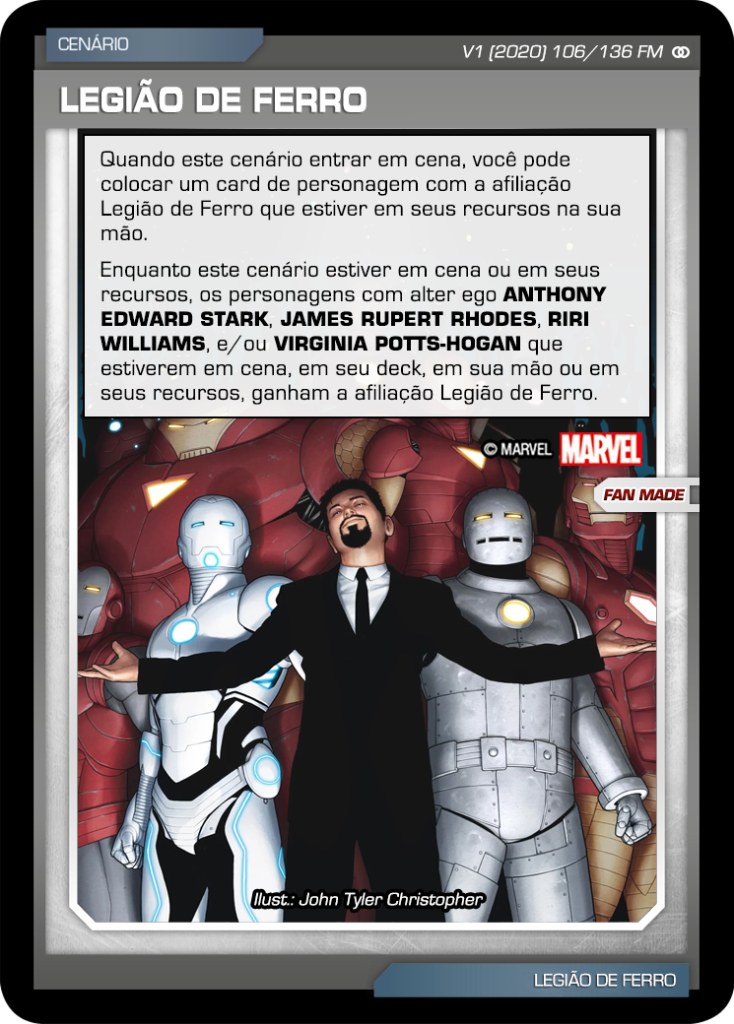 CENÁRIO
V1 (2020) 106/136 FM
LEGIÃO DE FERRO
Quando este cenário entrar em cena, você pode
colocar um card de personagem com a afiliação
Legião de Ferro que estiver em seus recursos na sua
mão.
Enquanto este cenário estiver em cena ou em seus
recursos, os personagens com alter ego ANTHONY
EDWARD STARK, JAMES RUPERT RHODES, RIRI
WILLIAMS, e/ou VIRGINIA POTTS-HOGAN que
estiverem em cena, em seu deck, em sua mão ou em
seus recursos, ganham a afiliação Legião de Ferro.
© MARVEL MARVEL
FAN MADE
Ilust.: John Tyler Christopher
LEGIÃO DE FERRO